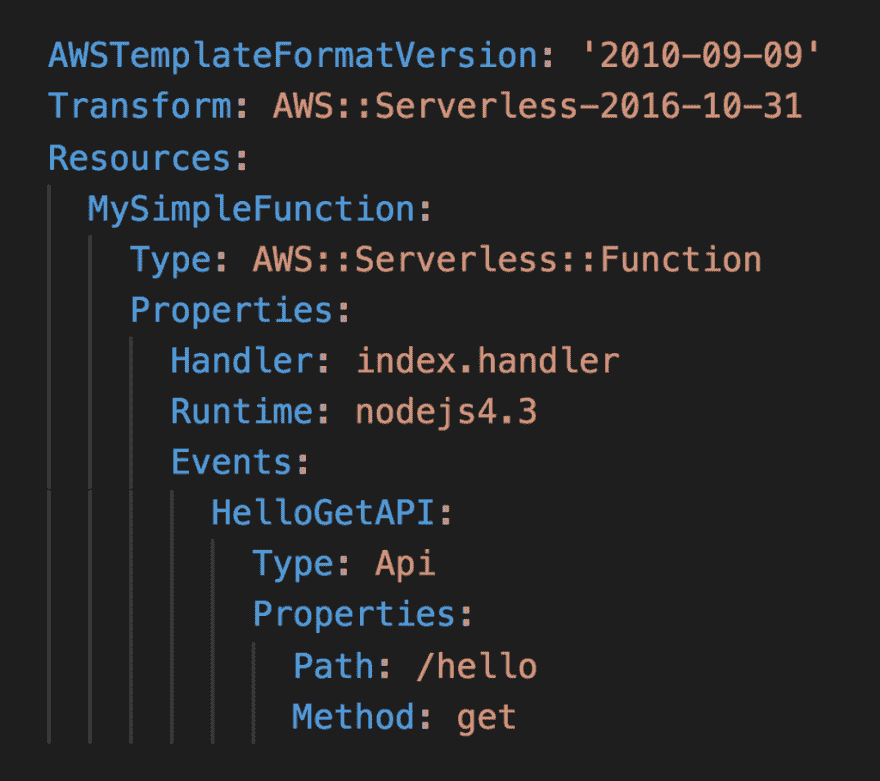 AWSTemplateFormatVersion: '2010-09-09'
Transform: AWS::Serverless-2016-10-31
Resources:
MySimpleFunction:
Type: AWS::Serverless::Function
Properties:
Handler: index.handler
Runtime: nodejs4.3
Events:
HelloGetAPI:
Type: Api
Properties:
Path: /hello
Method: get